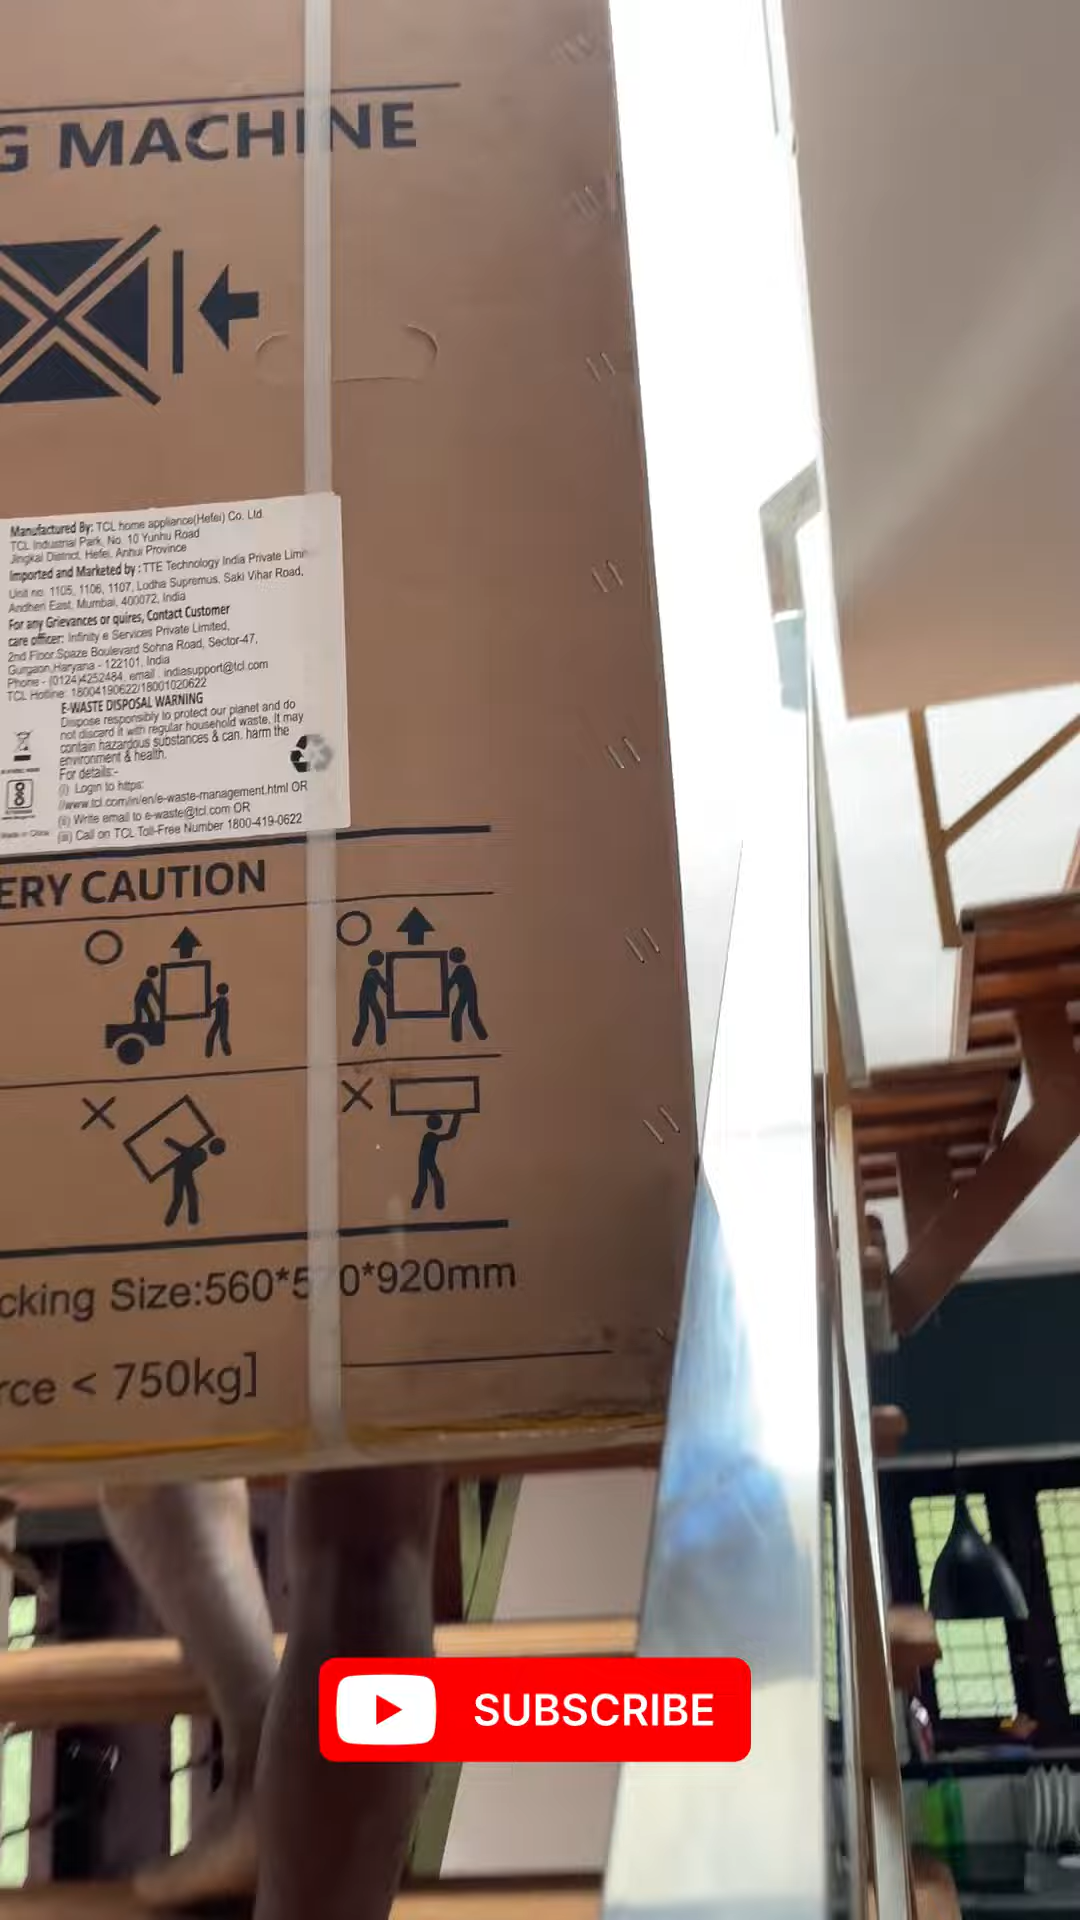 G MACHINE
Manufactured By: TCL home appliance(Hefei) Co. Ltd.
TCL Industrial Park, No. 10 Yunhu Road
Jingkai District, Hefei, Anhui Province
Imported and Marketed by : TTE Technology India Private Limi
Unit no. 1105, 1106, 1107, Lodha Supremus, Saki Vihar Road,
Andheri East, Mumbai, 400072, India
For any Grievances or quires, Contact Customer
care officer: Infinity e Services Private Limited,
2nd Floor,Spaze Boulevard Sohna Road, Sector-47,
Gurgaon,Haryana - 122101, India
Phone - (0124)4252484, email . indiasupport@tcl.com
TCL Hotline: 18004190622/18001020622
E-WASTE DISPOSAL WARNING
Dispose responsibly to protect our planet and do
not discard it with regular household waste. It may
contain hazardous substances & can. harm the
environment & health.
For details:-
(i) Login to https:
//www.tcl.com/in/en/e-waste-management.html OR
(ii) Write email to e-waste@tcl.com OR
Made in China
(iii) Call on TCL Toll-Free Number 1800-419-0622
ERY CAUTION
cking Size:560*5 0*920mm
rce < 750kg]
SUBSCRIBE